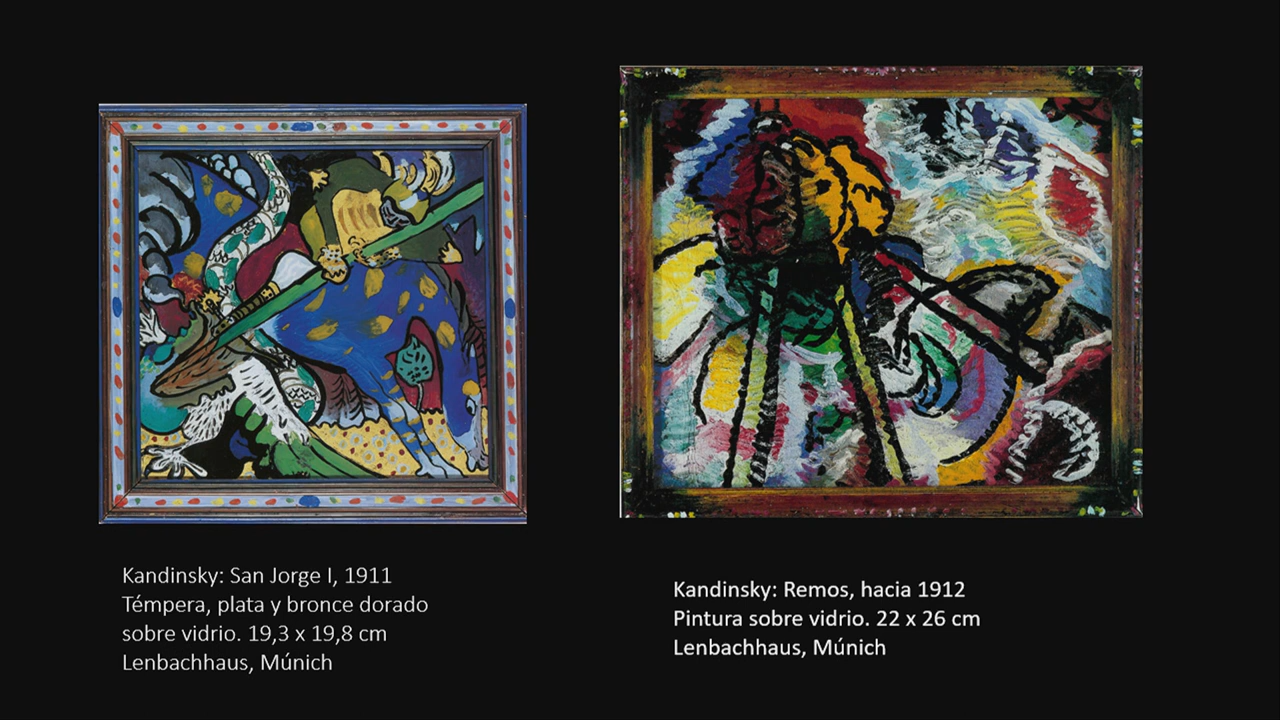 Kandinsky: San Jorge I, 1911
Témpera, plata y bronce dorado
sobre vidrio. 19,3 x 19,8 cm
Lenbachhaus, Múnich
Kandinsky: Remos, hacia 1912
Pintura sobre vidrio. 22 x 26 cm
Lenbachhaus, Múnich